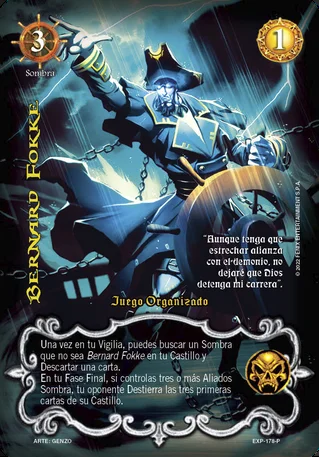 3
1
Sombra
BERNARD FOKKE
"Aunque tenga que
estrechar alianza
con el demonio, no
dejaré que Dios
detenga mi carrera".
© 2022 FÉNIX ENTERTAINMENT S.P.A.
Juego Organizado
Una vez en tu Vigilia, puedes buscar un Sombra
que no sea Bernard Fokke en tu Castillo y
Descartar una carta.
En tu Fase Final, si controlas tres o más Aliados
Sombra, tu oponente Destierra las tres primeras
cartas de su Castillo.
ARTE: GENZO
EXP-178-P